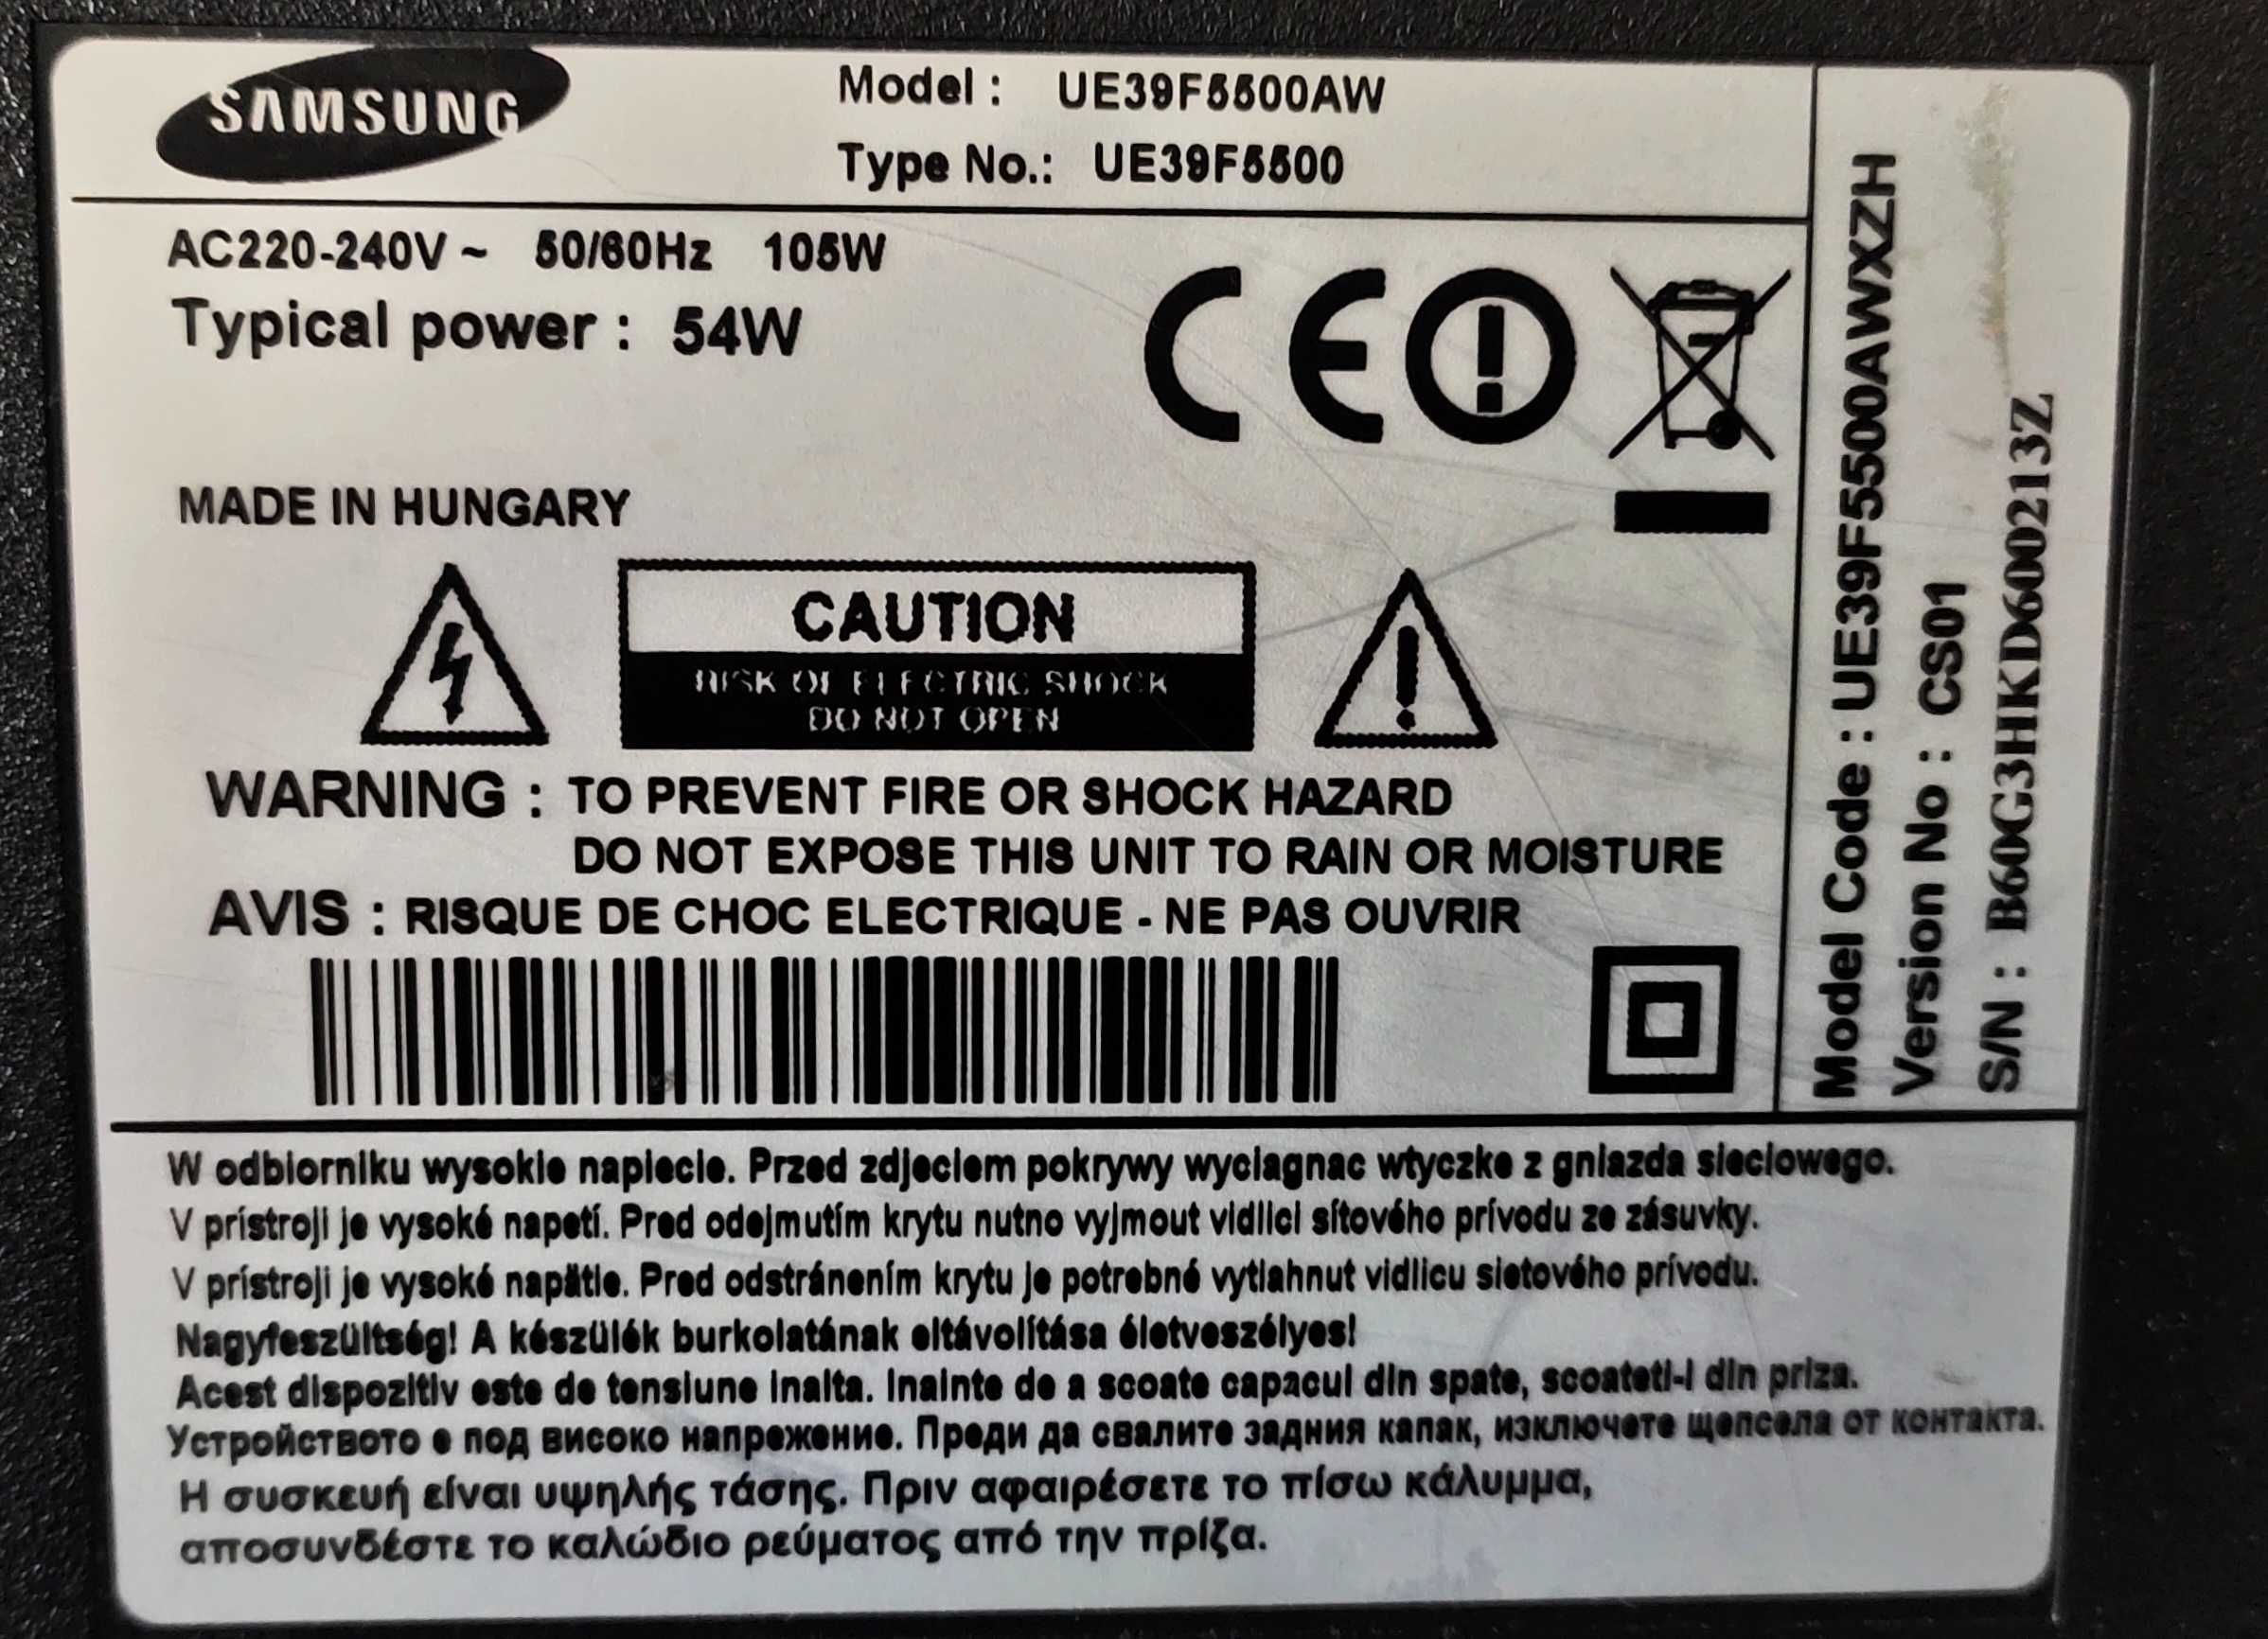 SAMSUNG
Model : UE39F5500AW
Type No.: UE39F5500
AC220-240V ~ 50/60Hz 105W
Typical power : 54W
CE
MADE IN HUNGARY
CAUTION
RISK OF ELECTRIC SHOCK
DO NOT OPEN
WARNING : TO PREVENT FIRE OR SHOCK HAZARD
DO NOT EXPOSE THIS UNIT TO RAIN OR MOISTURE
AVIS : RISQUE DE CHOC ELECTRIQUE - NE PAS OUVRIR
Model Code : UE39F5500AWXZH
Version No : CS01
S/N : B60G3HKD600213Z
W odbiorniku wysokie napiecie. Przed zdjeciem pokrywy wyciagnac wtyczke z gniazda sieciowego.
V prístroji je vysoké napetí. Pred odejmutím krytu nutno vyjmout vidlici sítového prívodu ze zásuvky.
V prístroji je vysoké napätie. Pred odstránením krytu je potrebné vytiahnut vidlicu sietového prívodu.
Nagyfeszültség! A készülék burkolatának eltávolítása életveszélyes!
Acest dispozitiv este de tensiune inalta. Inainte de a scoate capacul din spate, scoateti-l din priza.
Устройството е под високо напрежение. Преди да свалите задния капак, изключете щепсела от контакта.
Η συσκευή είναι υψηλής τάσης. Πριν αφαιρέσετε το πίσω κάλυμμα,
αποσυνδέστε το καλώδιο ρεύματος από την πρίζα.